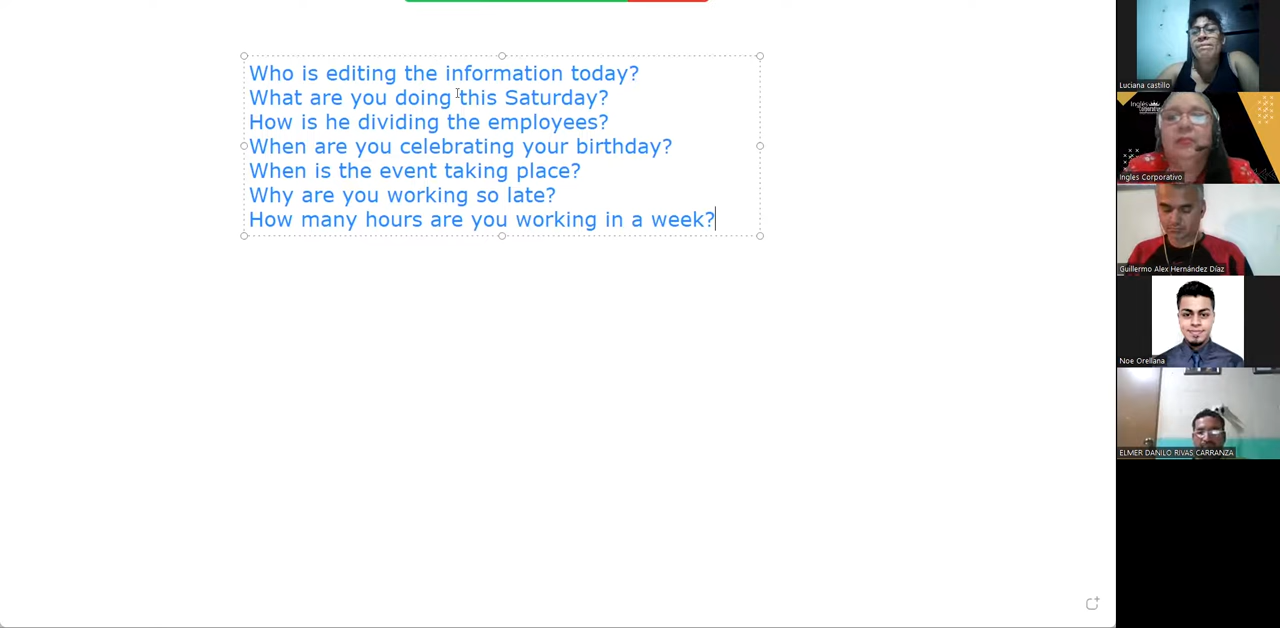 Who is editing the information today?
What are you doing this Saturday?
How is he dividing the employees?
When are you celebrating your birthday?
When is the event taking place?
Why are you working so late?
How many hours are you working in a week?
Luciana castillo
Inglés
Corporativo
Ingles Corporativo
Guillermo Alex Hernández Díaz
Noe Orellana
ELMER DANILO RIVAS CARRANZA